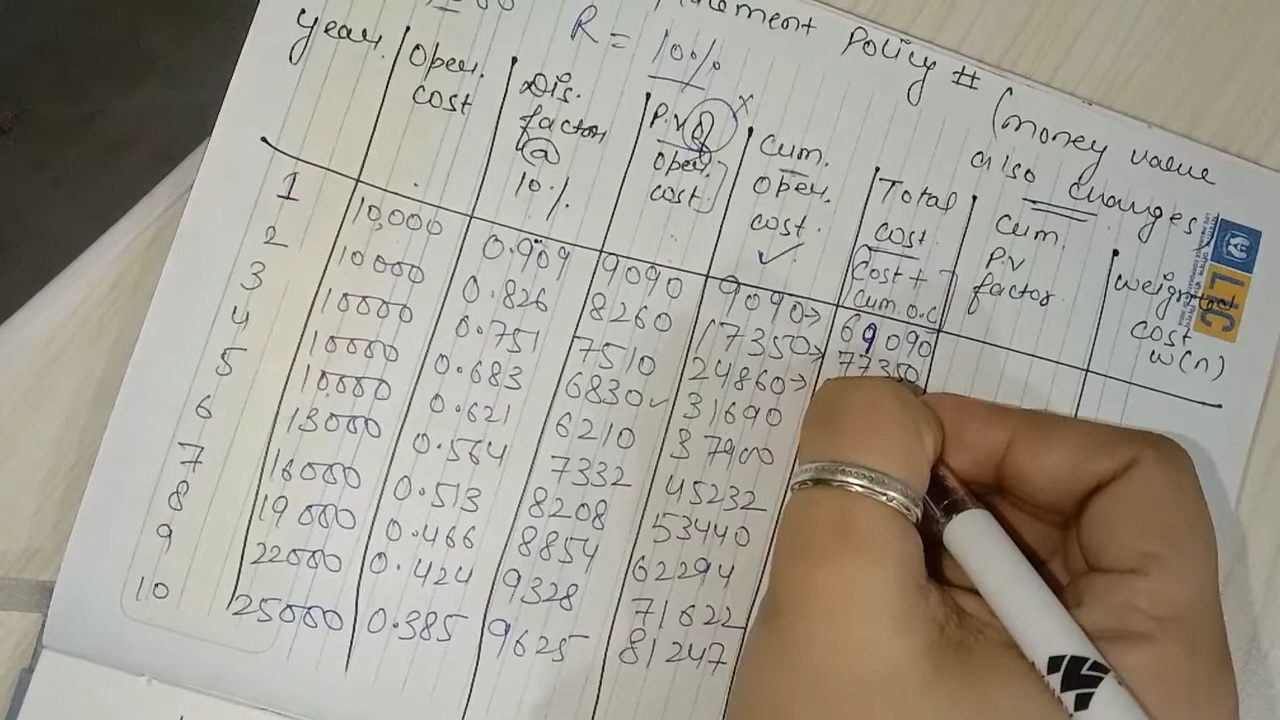 Policy #
R = 10%
(money value
also changes
year. Oper. cost Dis. factor @ 10% P.V of oper. cost Cum. oper. cost. Total cost Cost + Cum. O.C Cum. P.V factor. weighted cost w(n)
1 10,000 0.909 9090 9090 69090
2 10000 0.826 8260 17350 77350
3 10000 0.751 7510 24860
4 10000 0.683 6830 31690
5 10000 0.621 6210 37900
6 13000 0.564 7332 45232
7 16000 0.513 8208 53440
8 19000 0.466 8854 62294
9 22000 0.424 9328 71622
10 25000 0.385 9625 81247
LIC